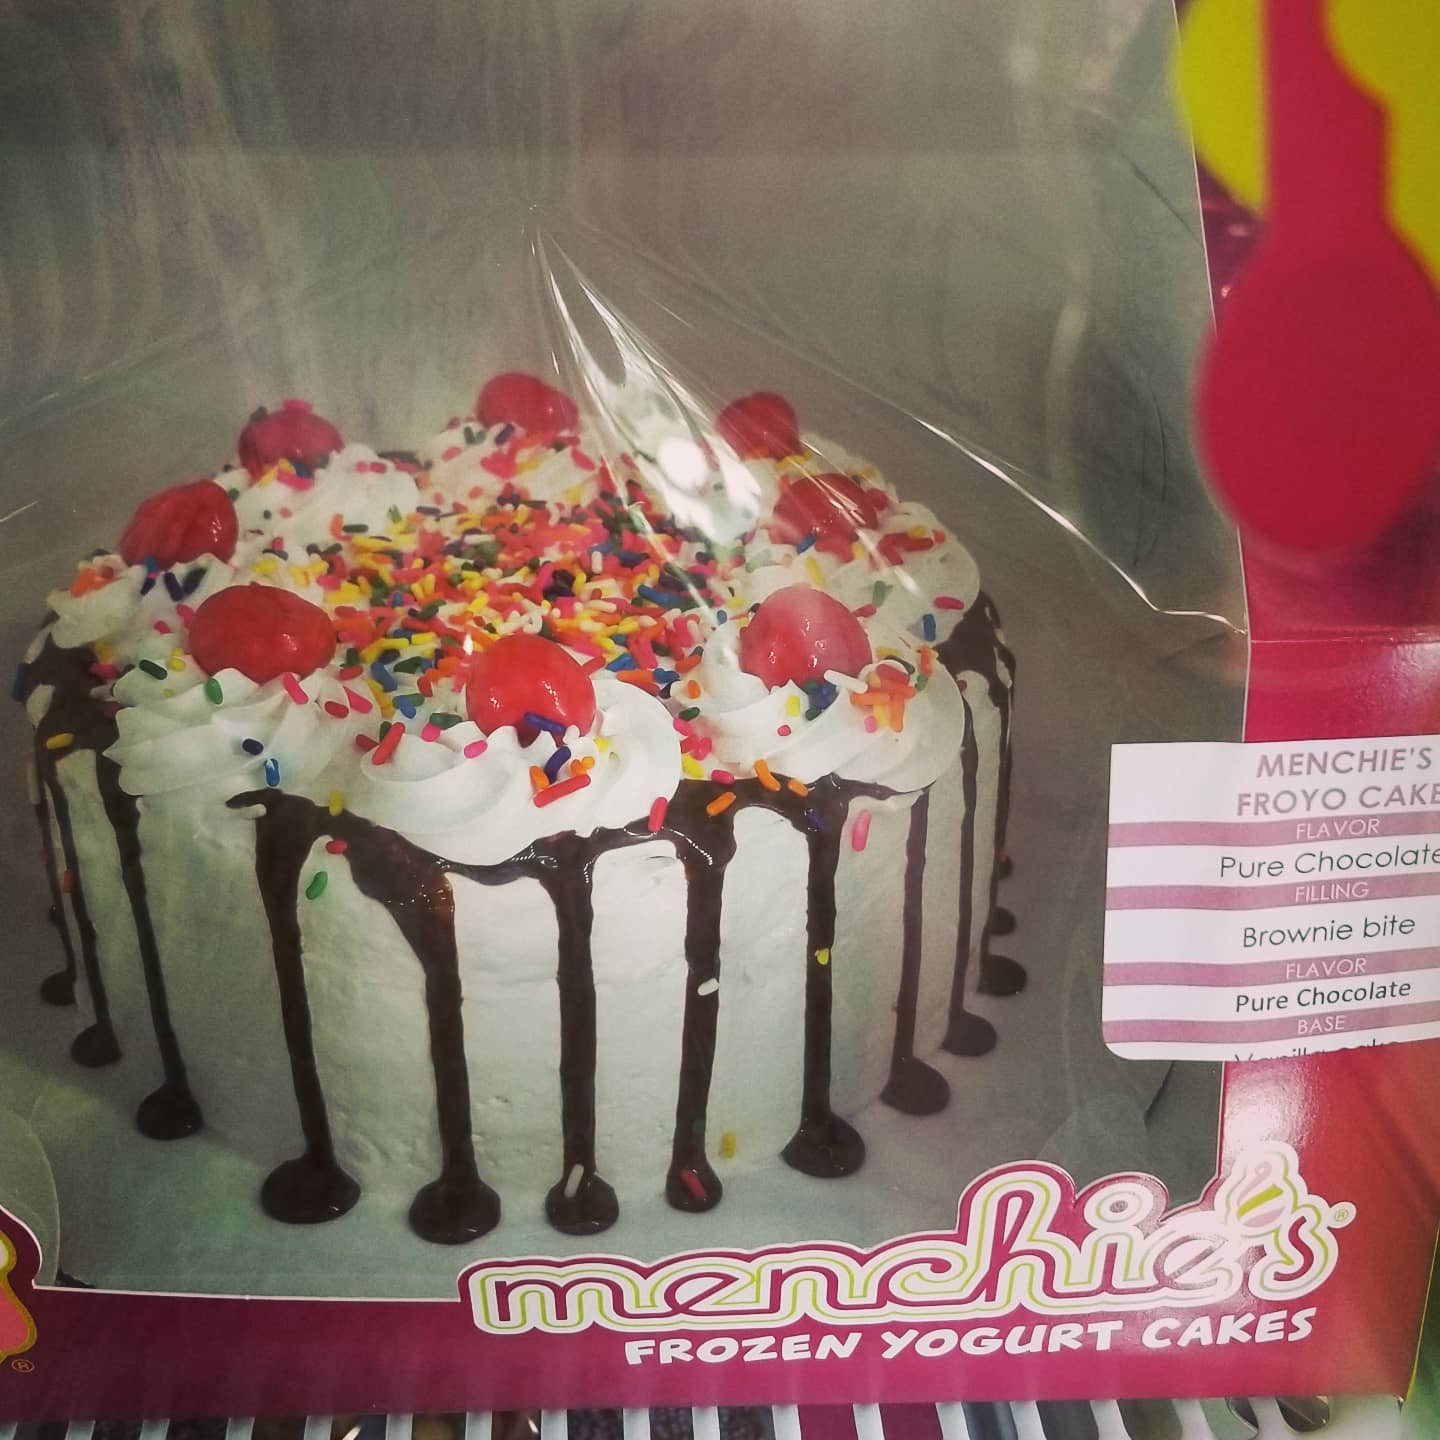 MENCHIE'S
FROYO CAKE
FLAVOR
Pure Chocolate
FILLING
Brownie bite
FLAVOR
Pure Chocolate
BASE
menchie's®
FROZEN YOGURT CAKES
®